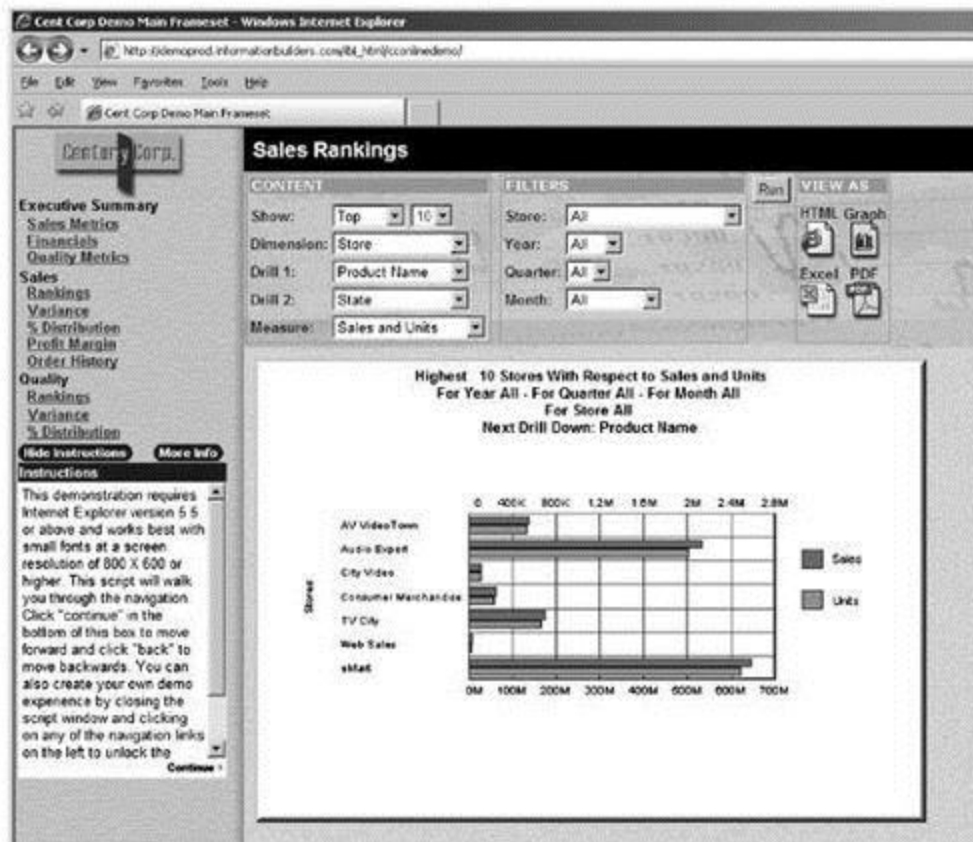 Cent Corp Demo Main Frameset - Windows Internet Explorer
http://demoprod.informationbuilders.com/ibi_html/cconlinedemo/
File Edit View Favorites Tools Help
Cent Corp Demo Main Frameset
Century Corp.
Executive Summary
Sales Metrics
Financials
Quality Metrics
Sales
Rankings
Variance
% Distribution
Profit Margin
Order History
Quality
Rankings
Variance
% Distribution
Hide Instructions More Info
Instructions
This demonstration requires
Internet Explorer version 5.5
or above and works best with
small fonts at a screen
resolution of 800 X 600 or
higher. This script will walk
you through the navigation.
Click "continue" in the
bottom of this box to move
forward and click "back" to
move backwards. You can
also create your own demo
experience by closing the
script window and clicking
on any of the navigation links
on the left to unlock the
Continue ›
Sales Rankings
CONTENT
Show: Top 10
Dimension: Store
Drill 1: Product Name
Drill 2: State
Measure: Sales and Units
FILTERS
Store: All
Year: All
Quarter: All
Month: All
Run
VIEW AS
HTML Graph
Excel PDF
Highest 10 Stores With Respect to Sales and Units
For Year All - For Quarter All - For Month All
For Store All
Next Drill Down: Product Name
0 400K 800K 1.2M 1.6M 2M 2.4M 2.8M
Stores
AV VideoTown
Audio Expert
City Video
Consumer Merchandise
TV City
Web Sales
eMart
0M 100M 200M 300M 400M 500M 600M 700M
Sales
Units